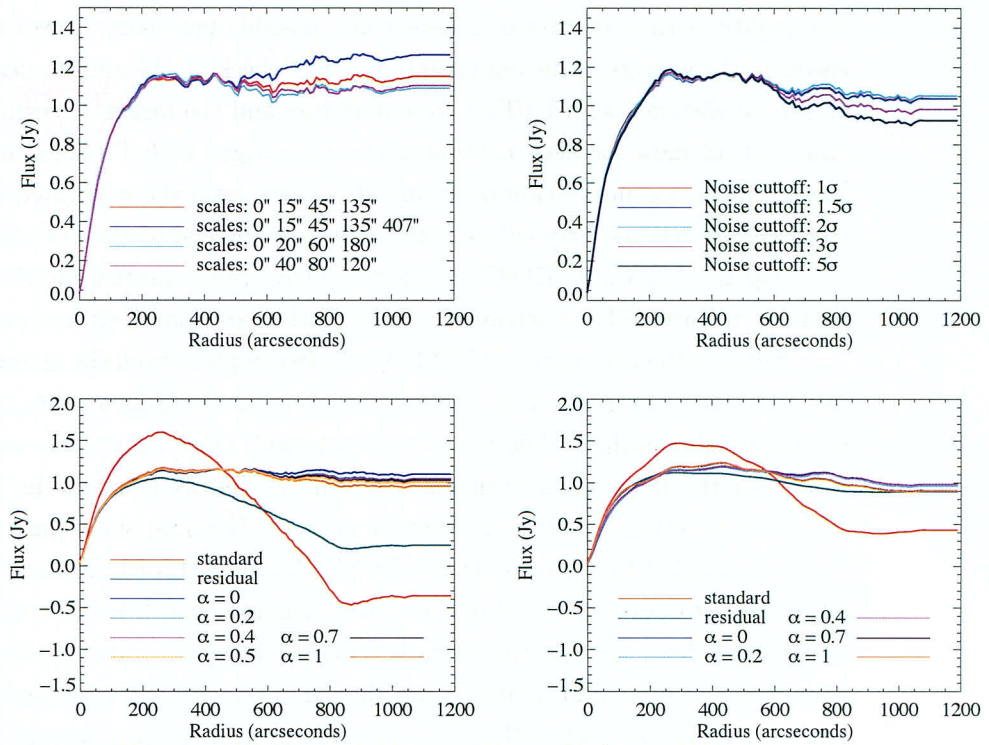 1.4
1.2
1.0
0.8
0.6
0.4
0.2
0.0
Flux (Jy)
scales: 0" 15" 45" 135"
scales: 0" 15" 45" 135" 407"
scales: 0" 20" 60" 180"
scales: 0" 40" 80" 120"
0 200 400 600 800 1000 1200
Radius (arcseconds)
1.4
1.2
1.0
0.8
0.6
0.4
0.2
0.0
Flux (Jy)
Noise cuttoff: 1σ
Noise cuttoff: 1.5σ
Noise cuttoff: 2σ
Noise cuttoff: 3σ
Noise cuttoff: 5σ
0 200 400 600 800 1000 1200
Radius (arcseconds)
2.0
1.5
1.0
0.5
0.0
−0.5
−1.0
−1.5
Flux (Jy)
standard
residual
α = 0
α = 0.2
α = 0.4 α = 0.7
α = 0.5 α = 1
0 200 400 600 800 1000 1200
Radius (arcseconds)
2.0
1.5
1.0
0.5
0.0
−0.5
−1.0
−1.5
Flux (Jy)
standard
residual α = 0.4
α = 0 α = 0.7
α = 0.2 α = 1
0 200 400 600 800 1000 1200
Radius (arcseconds)